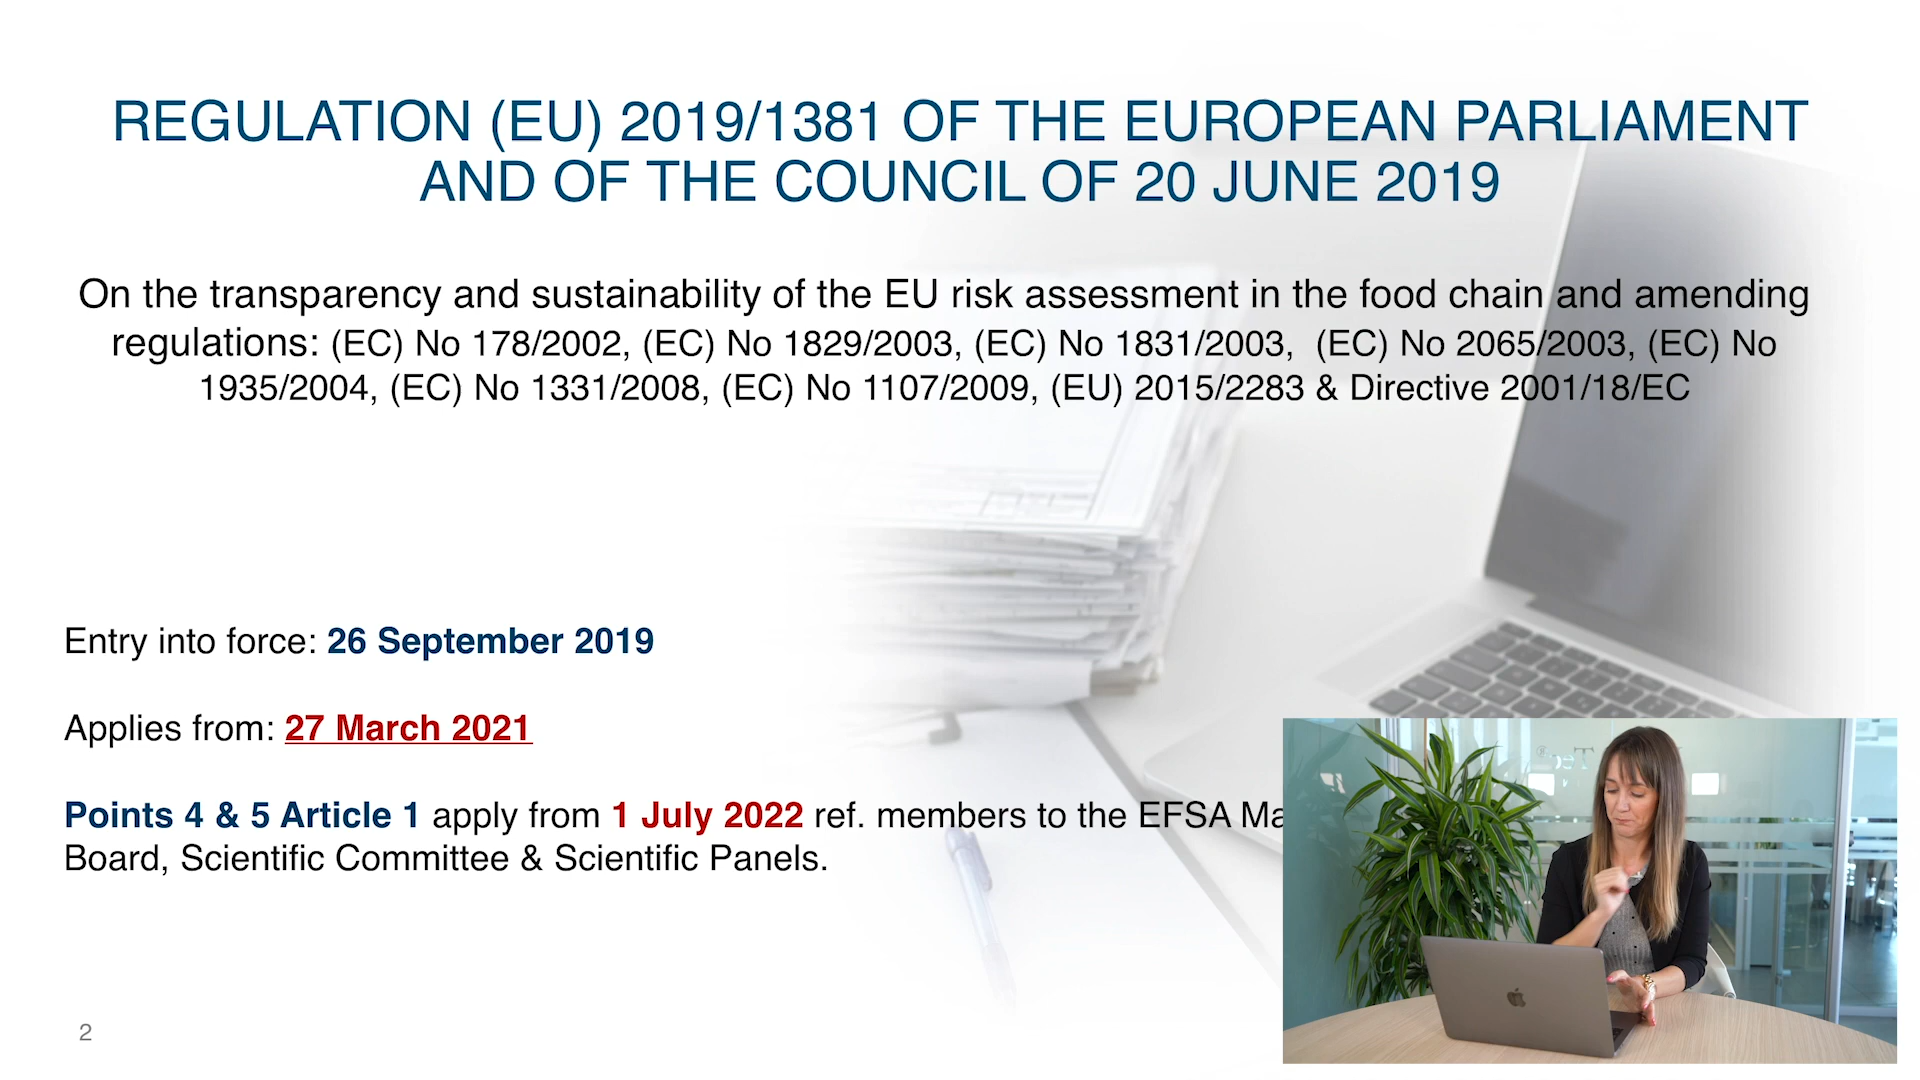 REGULATION (EU) 2019/1381 OF THE EUROPEAN PARLIAMENT
AND OF THE COUNCIL OF 20 JUNE 2019
On the transparency and sustainability of the EU risk assessment in the food chain and amending
regulations: (EC) No 178/2002, (EC) No 1829/2003, (EC) No 1831/2003, (EC) No 2065/2003, (EC) No
1935/2004, (EC) No 1331/2008, (EC) No 1107/2009, (EU) 2015/2283 & Directive 2001/18/EC
Entry into force: 26 September 2019
Applies from: 27 March 2021
Points 4 & 5 Article 1 apply from 1 July 2022 ref. members to the EFSA Ma
Board, Scientific Committee & Scientific Panels.
2